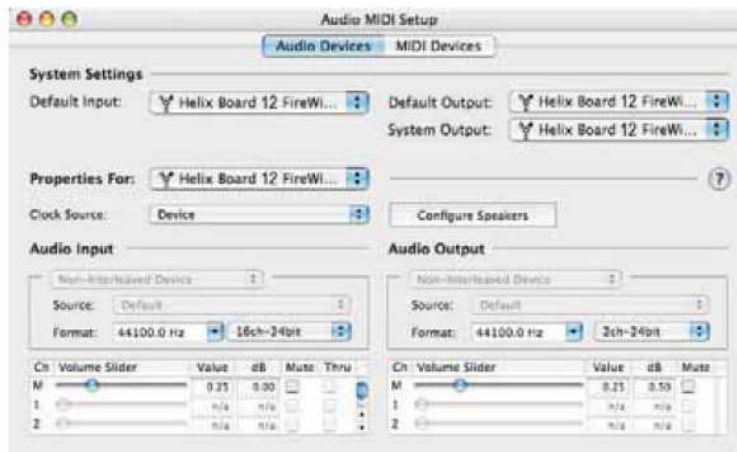 Audio MIDI Setup
Audio Devices MIDI Devices
System Settings
Default Input: Helix Board 12 FireWi...
Default Output: Helix Board 12 FireWi...
System Output: Helix Board 12 FireWi...
Properties For: Helix Board 12 FireWi... ?
Clock Source: Device
Configure Speakers
Audio Input
Non-Interleaved Device
Source: Default
Format: 44100.0 Hz 16ch-24bit
Ch Volume Slider Value dB Mute Thru
M 0.25 0.00
1 n/a n/a
2 n/a n/a
Audio Output
Non-Interleaved Device
Source: Default
Format: 44100.0 Hz 2ch-24bit
Ch Volume Slider Value dB Mute
M 0.25 0.50
1 n/a n/a
2 n/a n/a